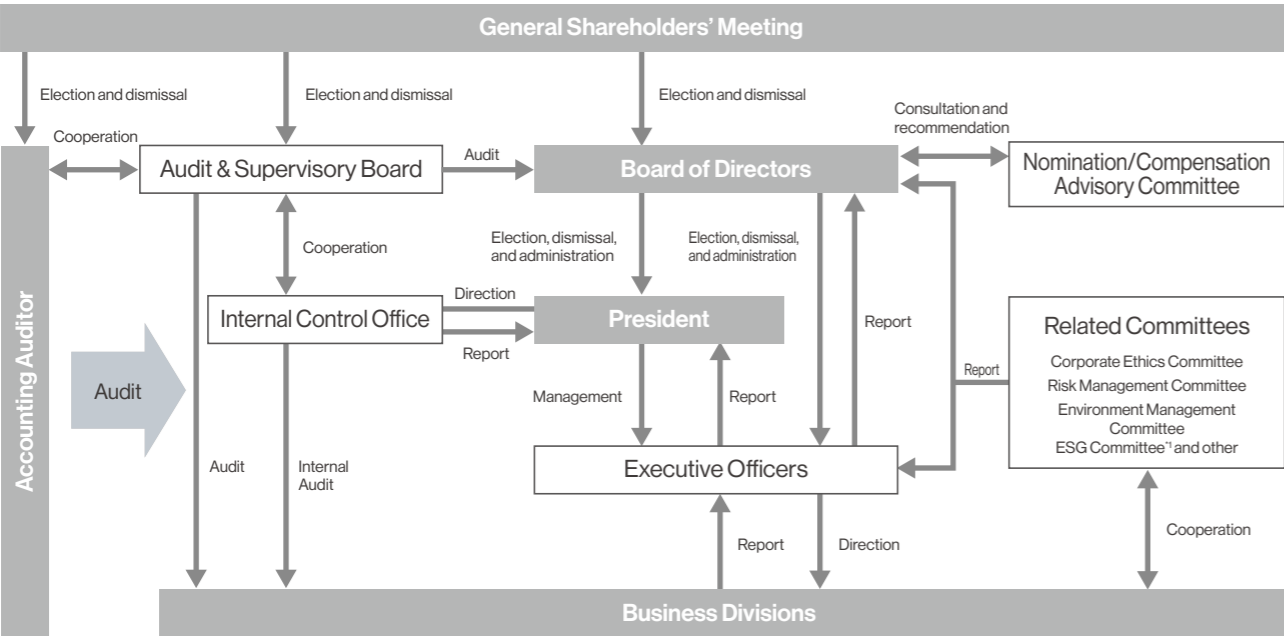 General Shareholders’ Meeting
Election and dismissal
Election and dismissal
Election and dismissal
Consultation and
recommendation
Cooperation
Audit & Supervisory Board
Audit
Board of Directors
Nomination/Compensation
Advisory Committee
Cooperation
Election, dismissal,
and administration
Election, dismissal,
and administration
Direction
Internal Control Office
President
Report
Report
Related Committees
Corporate Ethics Committee
Risk Management Committee
Environment Management
Committee
ESG Committee*1 and other
Report
Accounting Auditor
Audit
Management
Report
Audit
Internal
Audit
Executive Officers
Report
Direction
Cooperation
Business Divisions